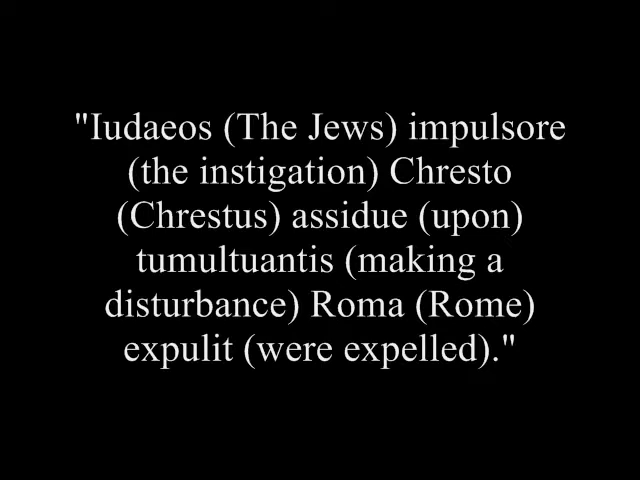 "Iudaeos (The Jews) impulsore
(the instigation) Chresto
(Chrestus) assidue (upon)
tumultuantis (making a
disturbance) Roma (Rome)
expulit (were expelled)."